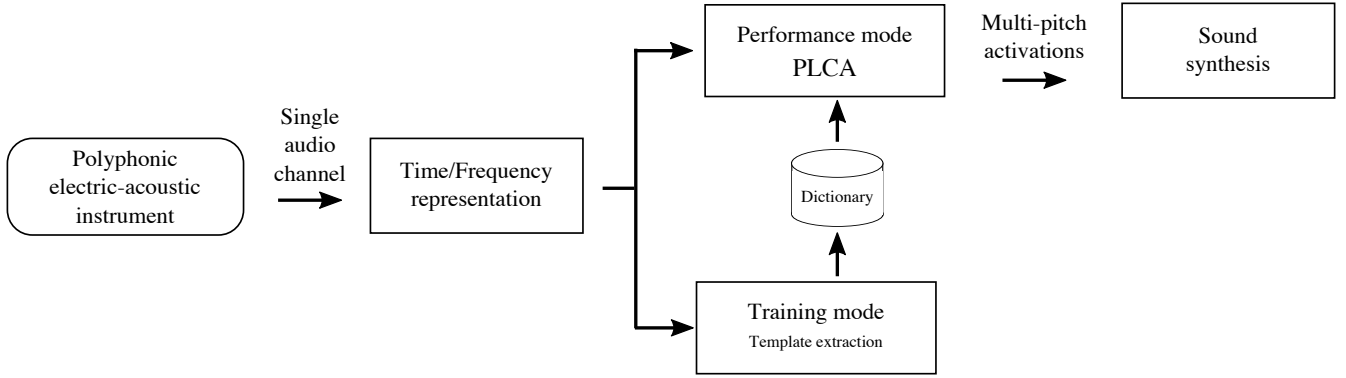 Polyphonic
electric-acoustic
instrument
Single
audio
channel
Time/Frequency
representation
Performance mode
PLCA
Dictionary
Training mode
Template extraction
Multi-pitch
activations
Sound
synthesis